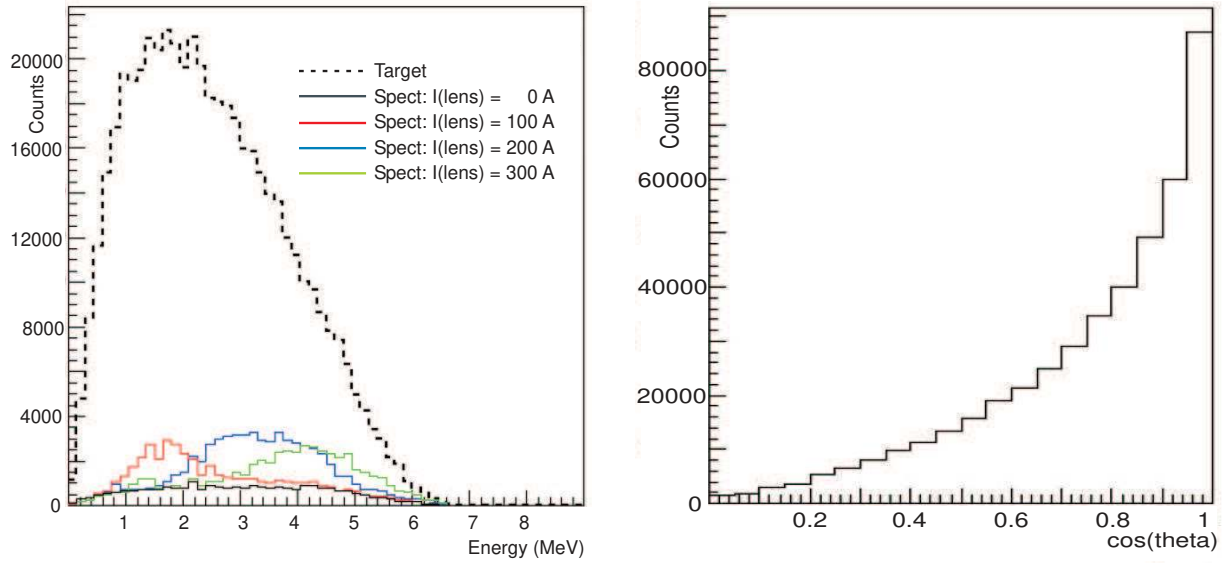 20000
16000
12000
8000
4000
0
Counts
Target
Spect: I(lens) = 0 A
Spect: I(lens) = 100 A
Spect: I(lens) = 200 A
Spect: I(lens) = 300 A
1 2 3 4 5 6 7 8
Energy (MeV)
80000
60000
40000
20000
0
Counts
0.2 0.4 0.6 0.8 1
cos(theta)